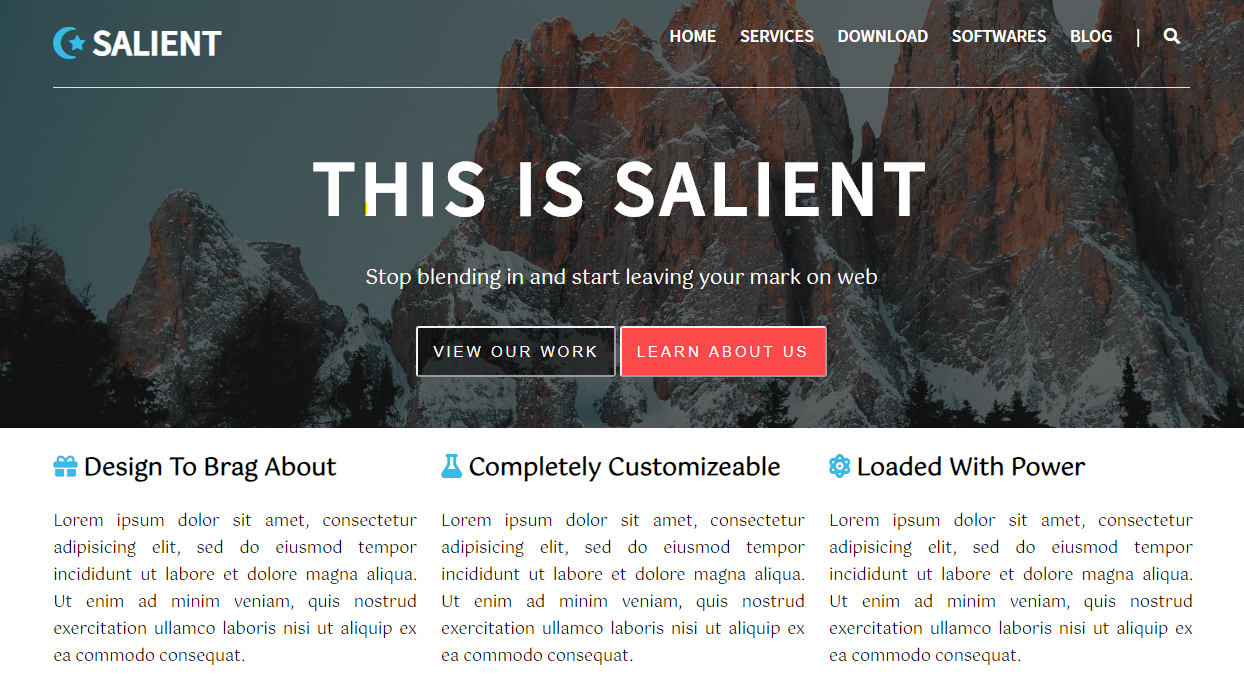 SALIENT
HOME SERVICES DOWNLOAD SOFTWARES BLOG |
THIS IS SALIENT
Stop blending in and start leaving your mark on web
VIEW OUR WORK LEARN ABOUT US
Design To Brag About
Lorem ipsum dolor sit amet, consectetur
adipisicing elit, sed do eiusmod tempor
incididunt ut labore et dolore magna aliqua.
Ut enim ad minim veniam, quis nostrud
exercitation ullamco laboris nisi ut aliquip ex
ea commodo consequat.
Completely Customizeable
Lorem ipsum dolor sit amet, consectetur
adipisicing elit, sed do eiusmod tempor
incididunt ut labore et dolore magna aliqua.
Ut enim ad minim veniam, quis nostrud
exercitation ullamco laboris nisi ut aliquip ex
ea commodo consequat.
Loaded With Power
Lorem ipsum dolor sit amet, consectetur
adipisicing elit, sed do eiusmod tempor
incididunt ut labore et dolore magna aliqua.
Ut enim ad minim veniam, quis nostrud
exercitation ullamco laboris nisi ut aliquip ex
ea commodo consequat.